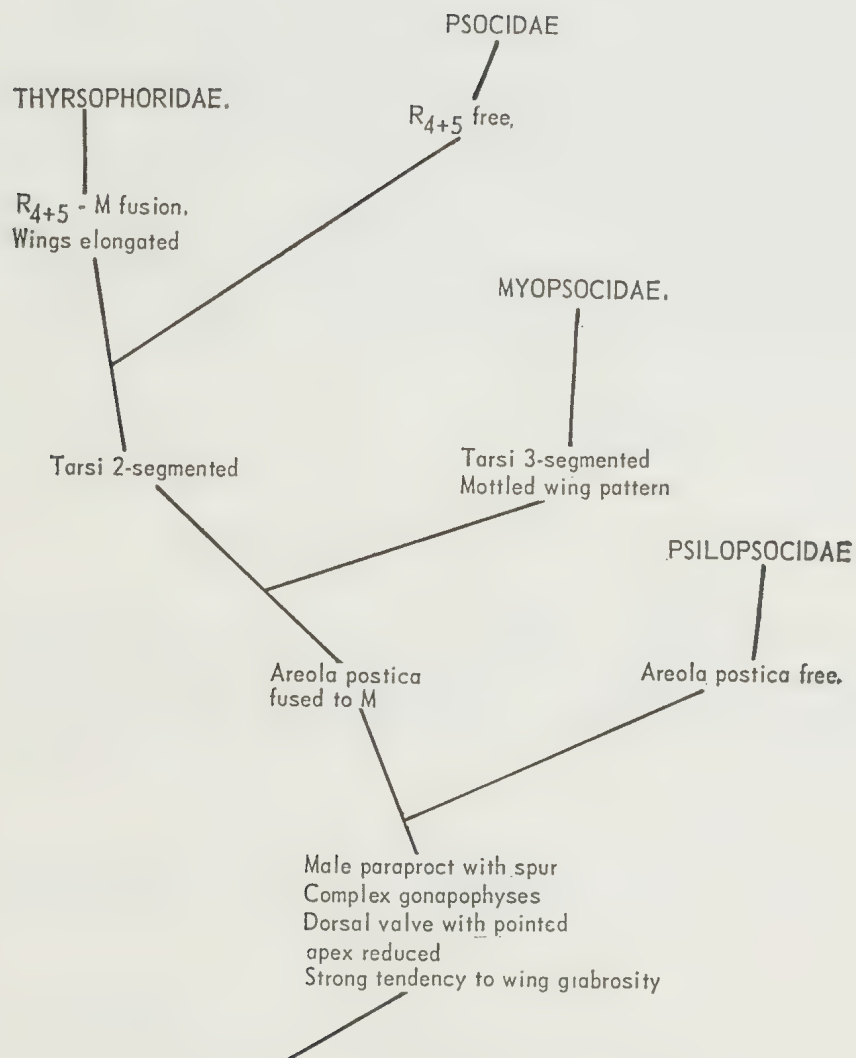 PSOCIDAE
THYRSOPHORIDAE.
R4+5 free.
R4+5 - M fusion.
Wings elongated
MYOPSOCIDAE.
Tarsi 2-segmented
Tarsi 3-segmented
Mottled wing pattern
PSILOPSOCIDAE
Areola postica
fused to M
Areola postica free.
Male paraproct with spur
Complex gonapophyses
Dorsal valve with pointed
apex reduced
Strong tendency to wing glabrosity